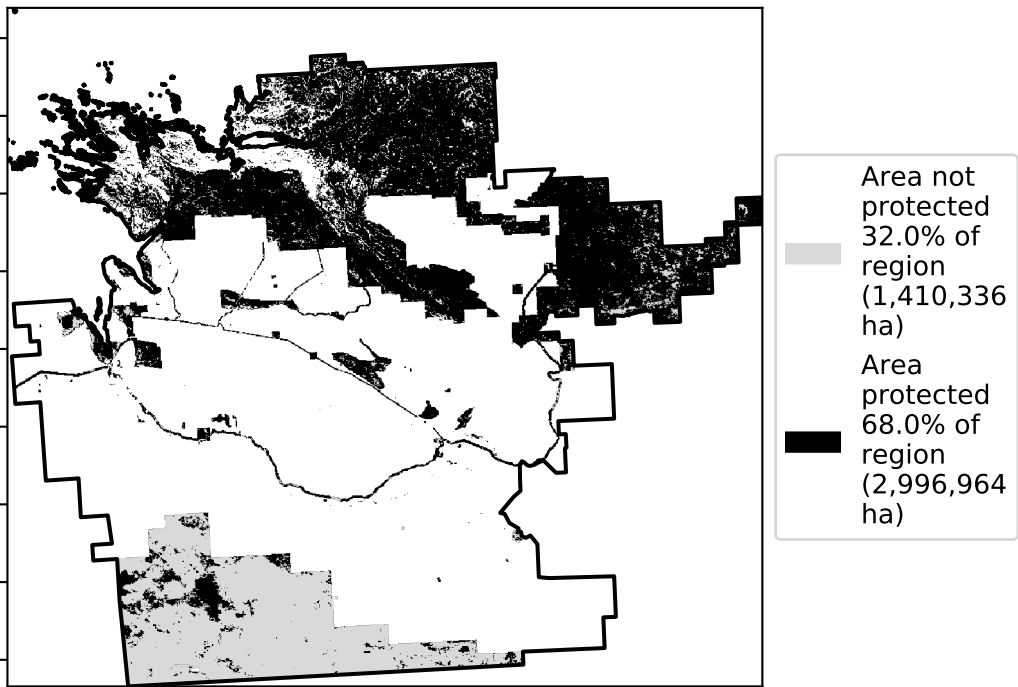 Area not
protected
32.0% of
region
(1,410,336
ha)
Area
protected
68.0% of
region
(2,996,964
ha)